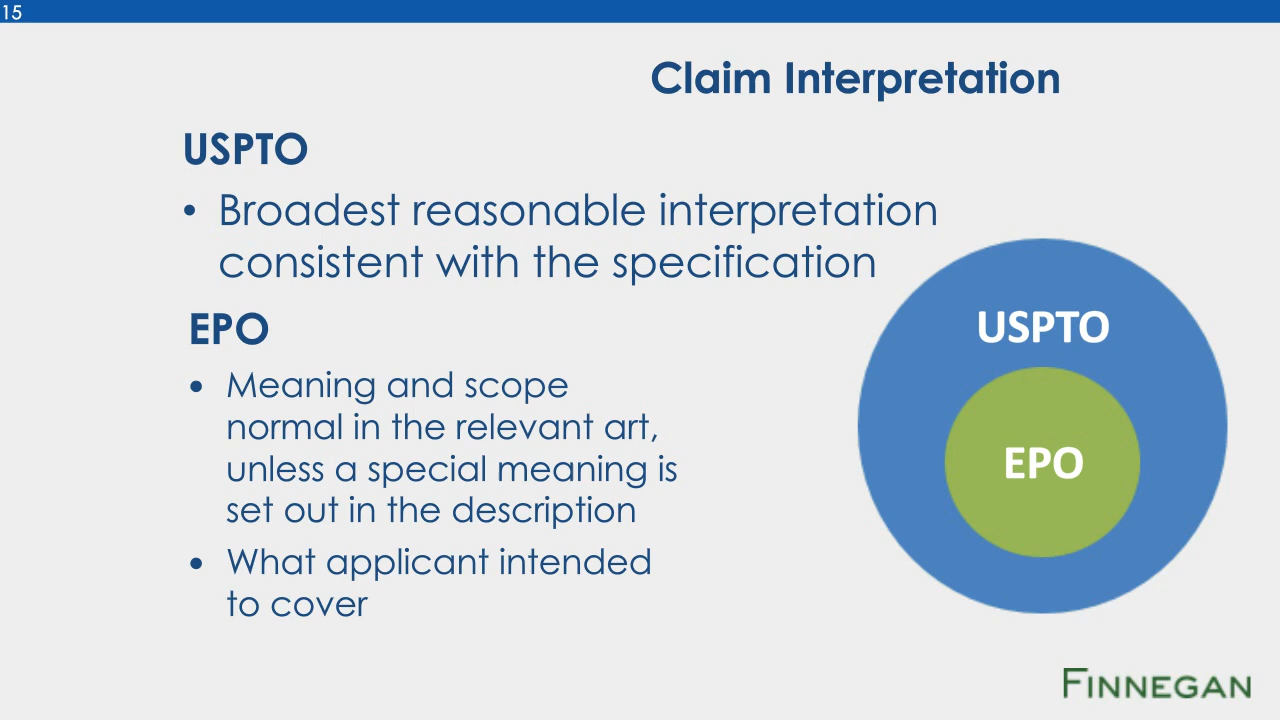 15
Claim Interpretation
USPTO
• Broadest reasonable interpretation
consistent with the specification
EPO
• Meaning and scope
normal in the relevant art,
unless a special meaning is
set out in the description
• What applicant intended
to cover
USPTO
EPO
FINNEGAN